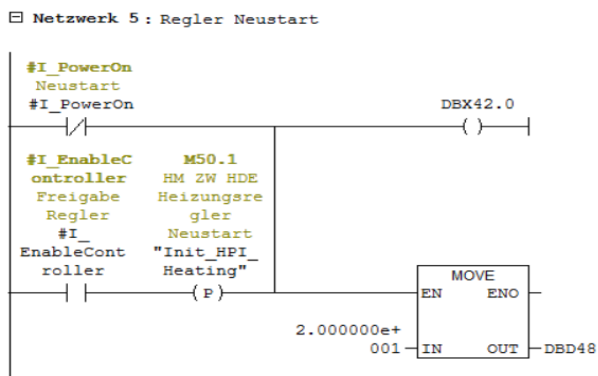 Netzwerk 5: Regler Neustart
#I_PowerOn
Neustart
#I_PowerOn
DBX42.0
#I_EnableC
ontroller
Freigabe
Regler
#I_
EnableCont
roller
M50.1
HM ZW HDE
Heizungsre
gler
Neustart
"Init_HPI_
Heating"
P
MOVE
EN ENO
2.000000e+
001 IN OUT DBD48